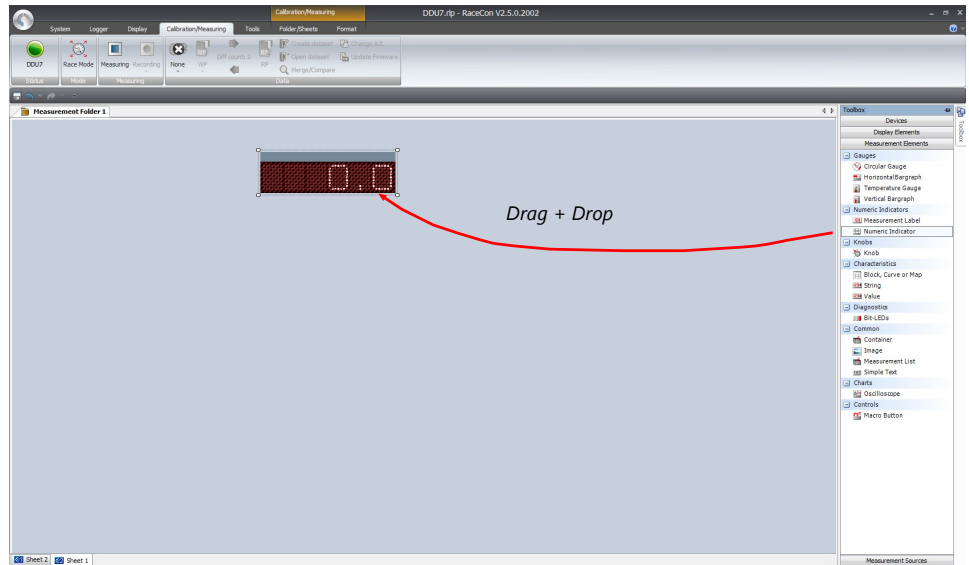 Calibration/Measuring
DDU7.rlp - RaceCon V2.5.0.2002
System Logger Display Calibration/Measuring Tools Folder/Sheets Format
DDU7 Race Mode Measuring Recording None WP Diff count: 0 RP
Create dataset Change A2L
Open dataset Update Firmware
Merge/Compare
Status Mode Measuring Data
Measurement Folder 1
0.0
Drag + Drop
Toolbox
Devices
Display Elements
Measurement Elements
Gauges
Circular Gauge
HorizontalBargraph
Temperature Gauge
Vertical Bargraph
Numeric Indicators
Measurement Label
Numeric Indicator
Knobs
Knob
Characteristics
Block, Curve or Map
String
Value
Diagnostics
Bit-LEDs
Common
Container
Image
Measurement List
Simple Text
Charts
Oscilloscope
Controls
Macro Button
Measurement Sources
Toolbox
Sheet 2 Sheet 1